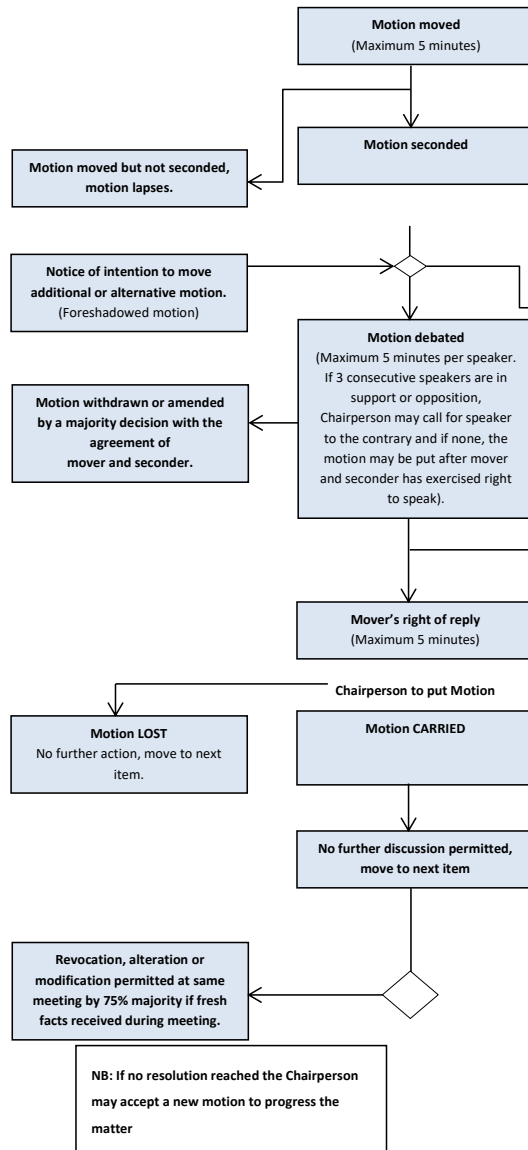 Motion moved
(Maximum 5 minutes)
Motion seconded
Motion moved but not seconded,
motion lapses.
Notice of intention to move
additional or alternative motion.
(Foreshadowed motion)
Motion debated
(Maximum 5 minutes per speaker.
If 3 consecutive speakers are in
support or opposition,
Chairperson may call for speaker
to the contrary and if none, the
motion may be put after mover
and seconder has exercised right
to speak).
Motion withdrawn or amended
by a majority decision with the
agreement of
mover and seconder.
Mover’s right of reply
(Maximum 5 minutes)
Chairperson to put Motion
Motion LOST
No further action, move to next
item.
Motion CARRIED
No further discussion permitted,
move to next item
Revocation, alteration or
modification permitted at same
meeting by 75% majority if fresh
facts received during meeting.
NB: If no resolution reached the Chairperson
may accept a new motion to progress the
matter